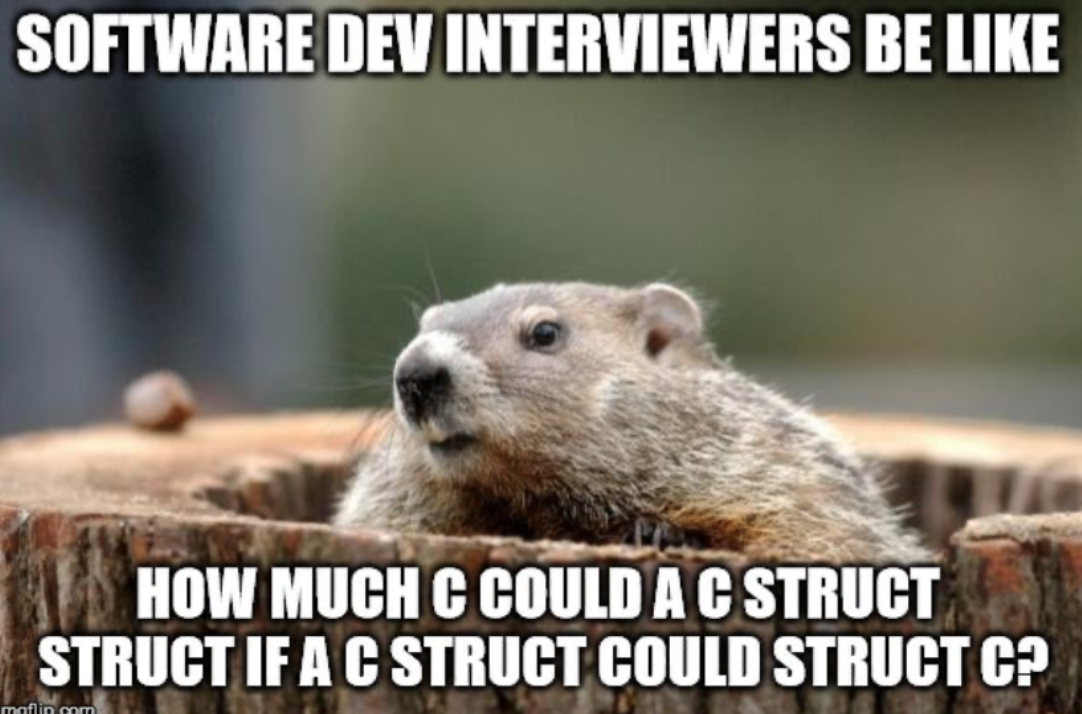 SOFTWARE DEV INTERVIEWERS BE LIKE
HOW MUCH C COULD A C STRUCT
STRUCT IF A C STRUCT COULD STRUCT C?
imgflip.com